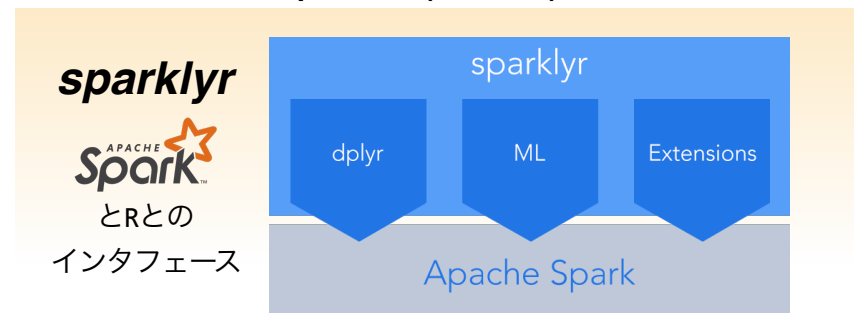 sparklyr
APACHE
Spark™
とRとの
インタフェース
sparklyr
dplyr
ML
Extensions
Apache Spark